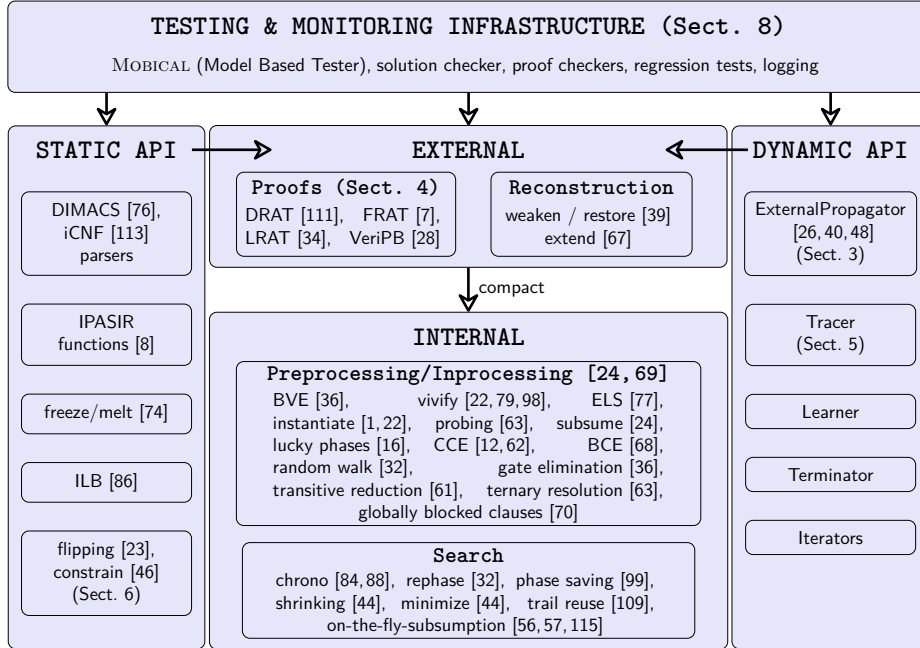 TESTING & MONITORING INFRASTRUCTURE (Sect. 8)
MOBICAL (Model Based Tester), solution checker, proof checkers, regression tests, logging
STATIC API
DIMACS [76],
iCNF [113]
parsers
IPASIR
functions [8]
freeze/melt [74]
ILB [86]
flipping [23],
constrain [46]
(Sect. 6)
EXTERNAL
Proofs (Sect. 4)
DRAT [111], FRAT [7],
LRAT [34], VeriPB [28]
Reconstruction
weaken / restore [39]
extend [67]
compact
INTERNAL
Preprocessing/Inprocessing [24, 69]
BVE [36], vivify [22, 79, 98], ELS [77],
instantiate [1, 22], probing [63], subsume [24],
lucky phases [16], CCE [12, 62], BCE [68],
random walk [32], gate elimination [36],
transitive reduction [61], ternary resolution [63],
globally blocked clauses [70]
Search
chrono [84, 88], rephase [32], phase saving [99],
shrinking [44], minimize [44], trail reuse [109],
on-the-fly-subsumption [56, 57, 115]
DYNAMIC API
ExternalPropagator
[26, 40, 48]
(Sect. 3)
Tracer
(Sect. 5)
Learner
Terminator
Iterators